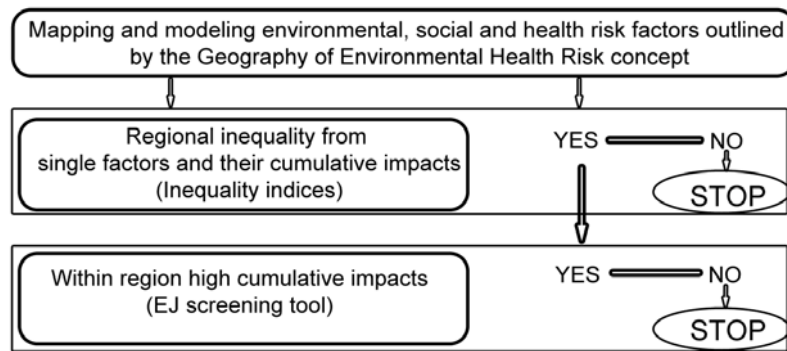 Mapping and modeling environmental, social and health risk factors outlined
by the Geography of Environmental Health Risk concept
Regional inequality from
single factors and their cumulative impacts
(Inequality indices)
YES NO
STOP
Within region high cumulative impacts
(EJ screening tool)
YES NO
STOP